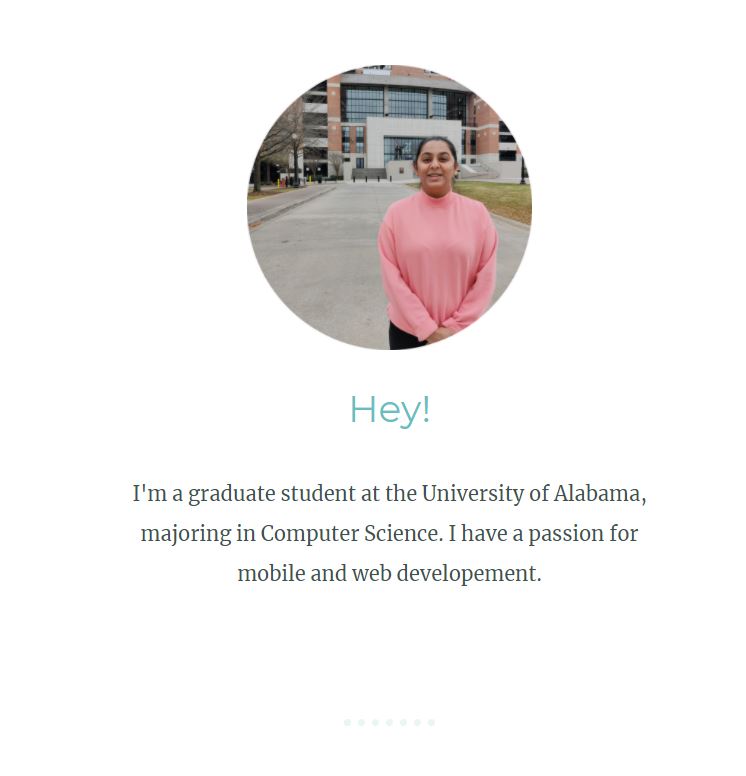 Hey!
I'm a graduate student at the University of Alabama,
majoring in Computer Science. I have a passion for
mobile and web developement.